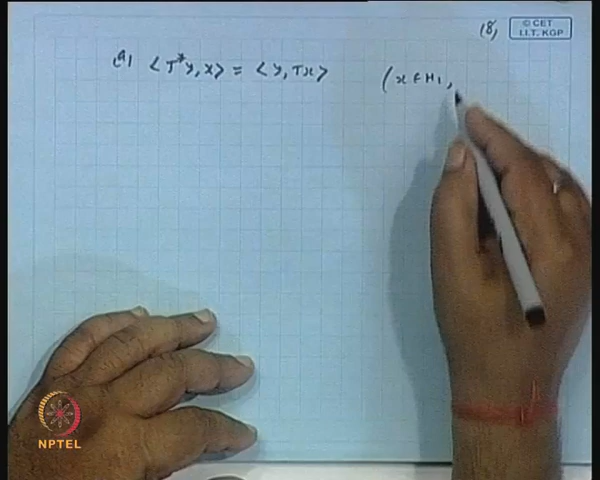 18,
© CET
I.I.T. KGP
a) ⟨T*y, x⟩ = ⟨y, Tx⟩ (x ∈ H₁,
NPTEL